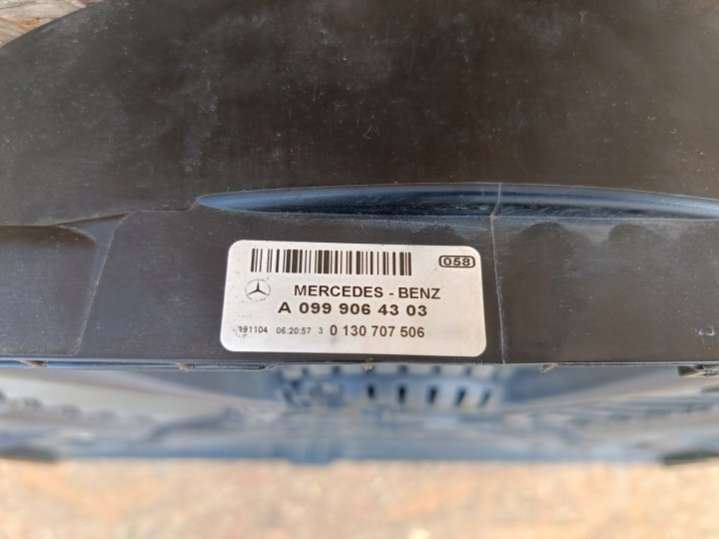 058
MERCEDES - BENZ
A 099 906 43 03
191104 06:20:57 3 0 130 707 506